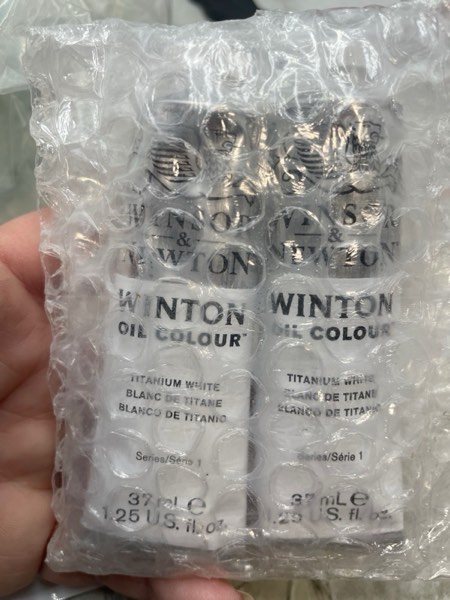 WINSOR
&
NEWTON
WINTON
OIL COLOUR™
TITANIUM WHITE
BLANC DE TITANE
BLANCO DE TITANIO
Series/Série 1
37 mL ℮
1.25 U.S. fl. oz.
WINSOR
&
NEWTON
WINTON
OIL COLOUR™
TITANIUM WHITE
BLANC DE TITANE
BLANCO DE TITANIO
Series/Série 1
37 mL ℮
1.25 U.S. fl. oz.